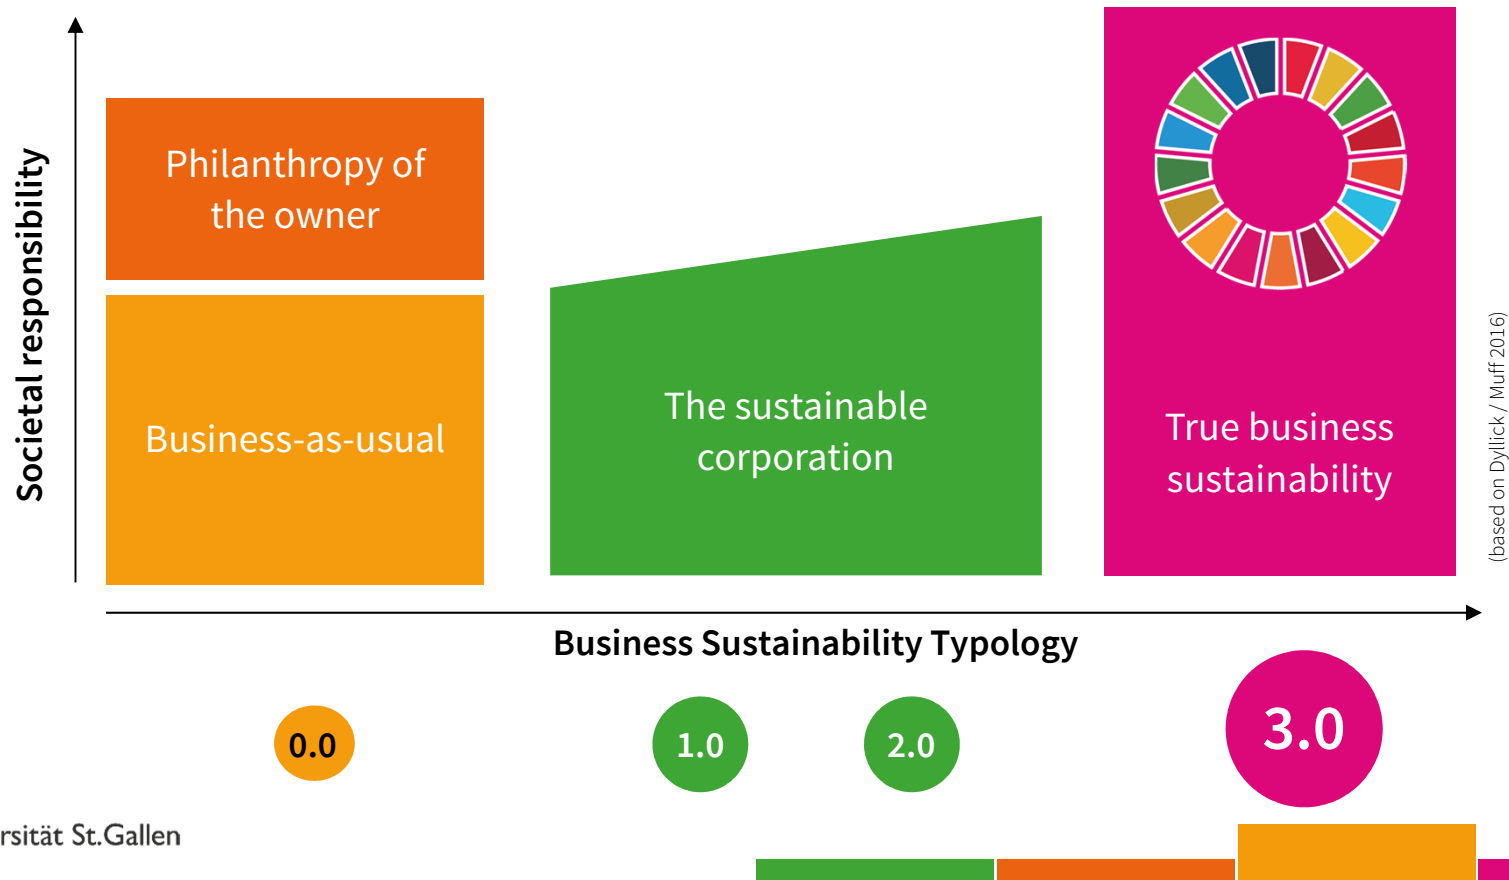 Societal responsibility
Philanthropy of
the owner
Business-as-usual
The sustainable
corporation
True business
sustainability
(based on Dyllick / Muff 2016)
Business Sustainability Typology
0.0
1.0
2.0
3.0
rsität St.Gallen